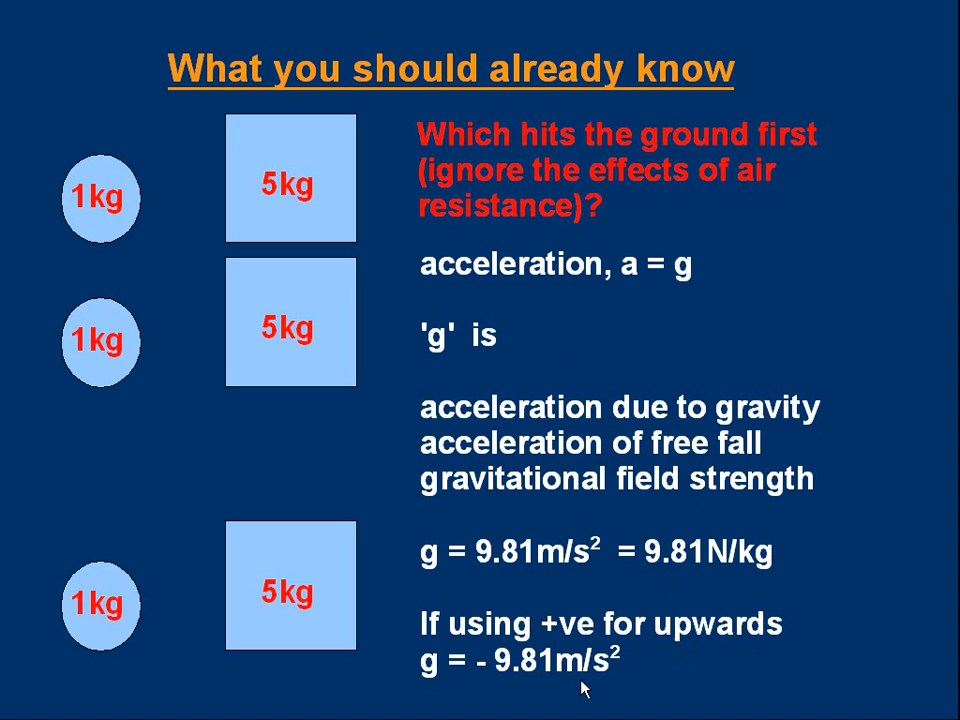 What you should already know
1kg
5kg
Which hits the ground first
(ignore the effects of air
resistance)?
acceleration, a = g
1kg
5kg
'g' is
acceleration due to gravity
acceleration of free fall
gravitational field strength
g = 9.81m/s² = 9.81N/kg
1kg
5kg
If using +ve for upwards
g = - 9.81m/s²